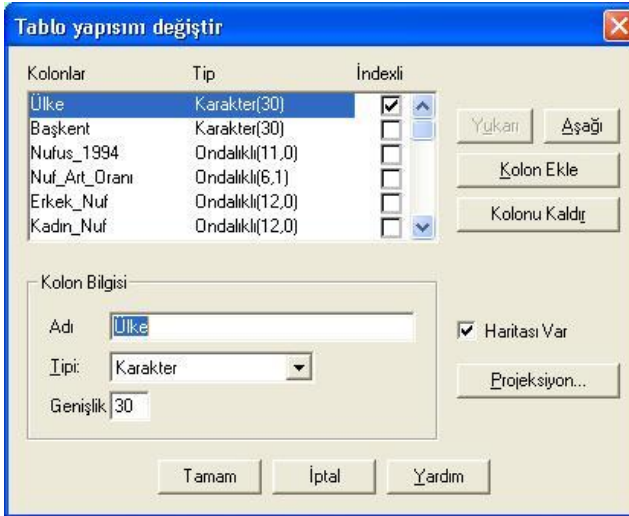 Tablo yapısını değiştir
Kolonlar Tip İndexli
Ülke Karakter(30)
Başkent Karakter(30)
Nufus_1994 Ondalıklı(11,0)
Nuf_Art_Oranı Ondalıklı(6,1)
Erkek_Nuf Ondalıklı(12,0)
Kadın_Nuf Ondalıklı(12,0)
Yukarı Aşağı
Kolon Ekle
Kolonu Kaldır
Kolon Bilgisi
Adı Ülke
Tipi: Karakter
Genişlik 30
Haritası Var
Projeksiyon...
Tamam İptal Yardım